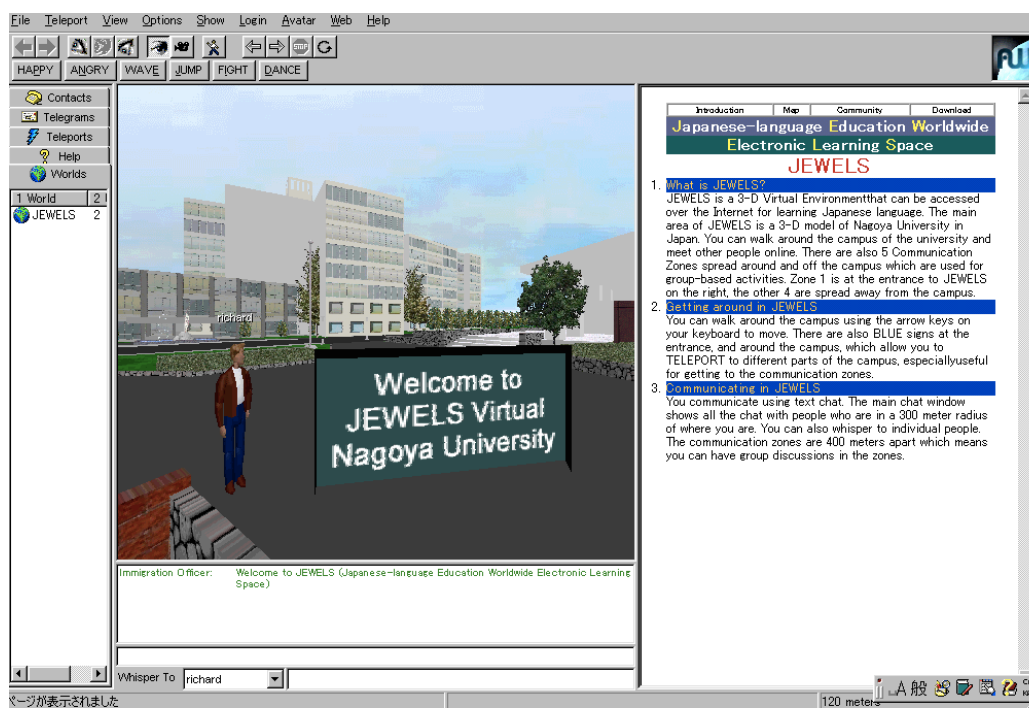 File Teleport View Options Show Login Avatar Web Help
STOP
HAPPY ANGRY WAVE JUMP FIGHT DANCE
Contacts
Telegrams
Teleports
Help
Worlds
1 World 2
JEWELS 2
richard
Welcome to
JEWELS Virtual
Nagoya University
Immigration Officer: Welcome to JEWELS (Japanese-language Education Worldwide Electronic Learning
Space)
Whisper To richard
Introduction Map Community Download
Japanese-language Education Worldwide
Electronic Learning Space
JEWELS
1. What is JEWELS?
JEWELS is a 3-D Virtual Environmentthat can be accessed
over the Internet for learning Japanese language. The main
area of JEWELS is a 3-D model of Nagoya University in
Japan. You can walk around the campus of the university and
meet other people online. There are also 5 Communication
Zones spread around and off the campus which are used for
group-based activities. Zone 1 is at the entrance to JEWELS
on the right, the other 4 are spread away from the campus.
2. Getting around in JEWELS
You can walk around the campus using the arrow keys on
your keyboard to move. There are also BLUE signs at the
entrance, and around the campus, which allow you to
TELEPORT to different parts of the campus, especiallyuseful
for getting to the communication zones.
3. Communicating in JEWELS
You communicate using text chat. The main chat window
shows all the chat with people who are in a 300 meter radius
of where you are. You can also whisper to individual people.
The communication zones are 400 meters apart which means
you can have group discussions in the zones.
ページが表示されました
120 meters
A 般